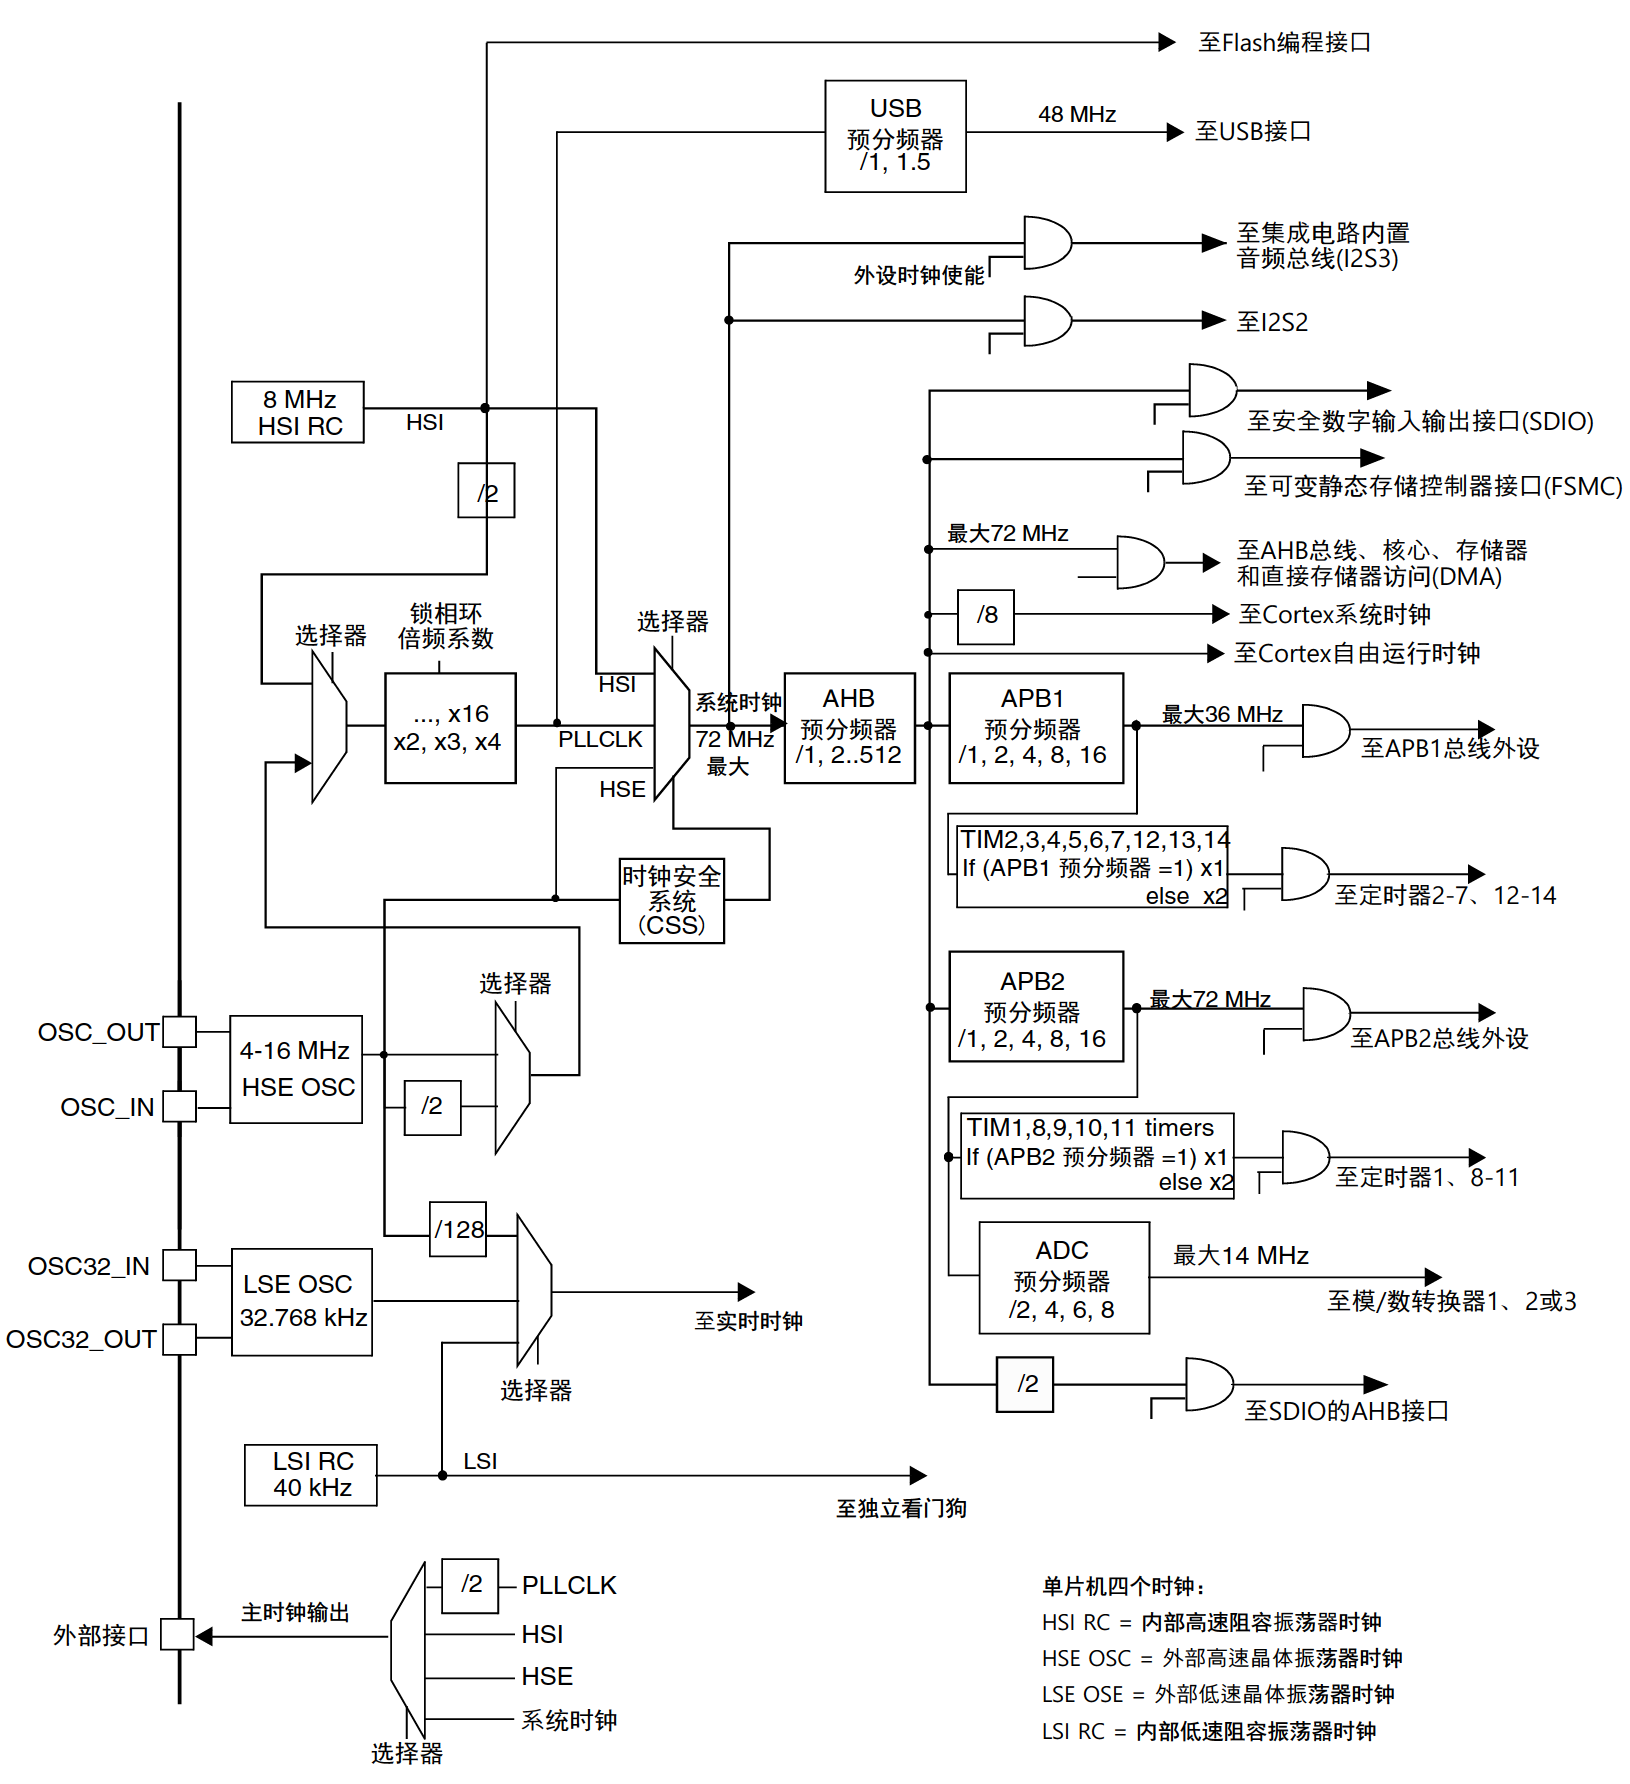 至Flash编程接口
USB
预分频器
/1, 1.5
48 MHz
至USB接口
至集成电路内置
音频总线(I2S3)
外设时钟使能
至I2S2
8 MHz
HSI RC
HSI
/2
至安全数字输入输出接口(SDIO)
至可变静态存储控制器接口(FSMC)
最大72 MHz
至AHB总线、核心、存储器
和直接存储器访问(DMA)
/8
至Cortex系统时钟
至Cortex自由运行时钟
选择器
锁相环
倍频系数
选择器
..., x16
x2, x3, x4
HSI
PLLCLK
HSE
系统时钟
72 MHz
最大
AHB
预分频器
/1, 2..512
APB1
预分频器
/1, 2, 4, 8, 16
最大36 MHz
至APB1总线外设
TIM2,3,4,5,6,7,12,13,14
If (APB1 预分频器 =1) x1
else x2
至定时器2-7、12-14
时钟安全
系统
(CSS)
选择器
APB2
预分频器
/1, 2, 4, 8, 16
最大72 MHz
至APB2总线外设
OSC_OUT
OSC_IN
4-16 MHz
HSE OSC
/2
TIM1,8,9,10,11 timers
If (APB2 预分频器 =1) x1
else x2
至定时器1、8-11
/128
OSC32_IN
OSC32_OUT
LSE OSC
32.768 kHz
至实时时钟
选择器
ADC
预分频器
/2, 4, 6, 8
最大14 MHz
至模/数转换器1、2或3
/2
至SDIO的AHB接口
LSI RC
40 kHz
LSI
至独立看门狗
外部接口
主时钟输出
/2
PLLCLK
HSI
HSE
系统时钟
选择器
单片机四个时钟：
HSI RC = 内部高速阻容振荡器时钟
HSE OSC = 外部高速晶体振荡器时钟
LSE OSE = 外部低速晶体振荡器时钟
LSI RC = 内部低速阻容振荡器时钟